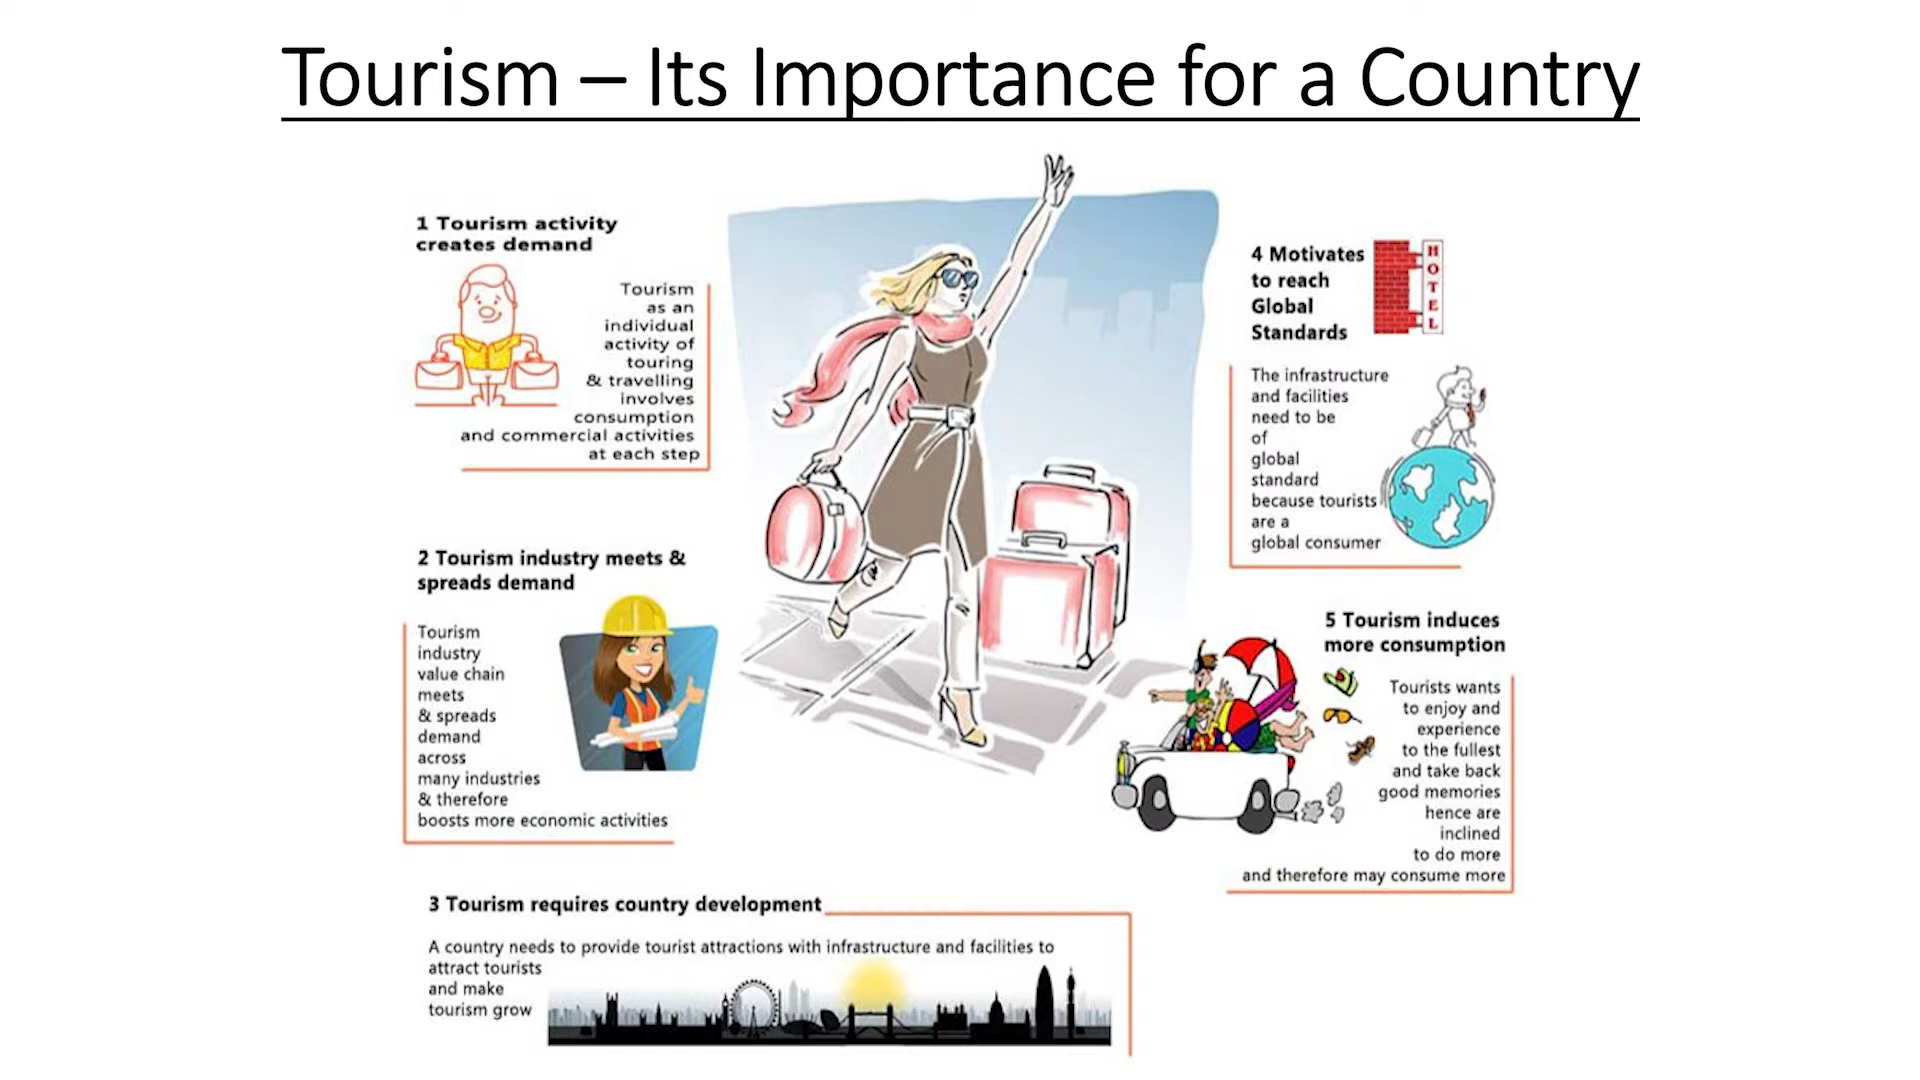 Tourism – Its Importance for a Country
1 Tourism activity
creates demand
Tourism
as an
individual
activity of
touring
& travelling
involves
consumption
and commercial activities
at each step
2 Tourism industry meets &
spreads demand
Tourism
industry
value chain
meets
& spreads
demand
across
many industries
& therefore
boosts more economic activities
3 Tourism requires country development
A country needs to provide tourist attractions with infrastructure and facilities to
attract tourists
and make
tourism grow
4 Motivates
to reach
Global
Standards
HOTEL
The infrastructure
and facilities
need to be
of
global
standard
because tourists
are a
global consumer
5 Tourism induces
more consumption
Tourists wants
to enjoy and
experience
to the fullest
and take back
good memories
hence are
inclined
to do more
and therefore may consume more